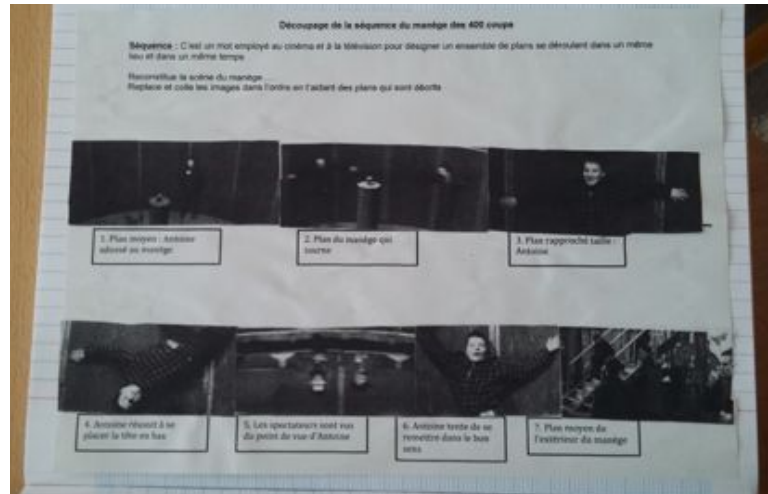 Découpage de la séquence du manège des 400 coups
Séquence : C'est un mot employé au cinéma et à la télévision pour désigner un ensemble de plans se déroulant dans un même
lieu et dans un même temps
Reconstitue la scène du manège...
Replace et colle les images dans l'ordre en t'aidant des plans qui sont décrits
1. Plan moyen : Antoine
adossé au manège
2. Plan du manège qui
tourne
3. Plan rapproché taille :
Antoine
4. Antoine réussit à se
placer la tête en bas
5. Les spectateurs sont vus
du point de vue d'Antoine
6. Antoine tente de se
remettre dans le bon
sens
7. Plan moyen de
l'extérieur du manège